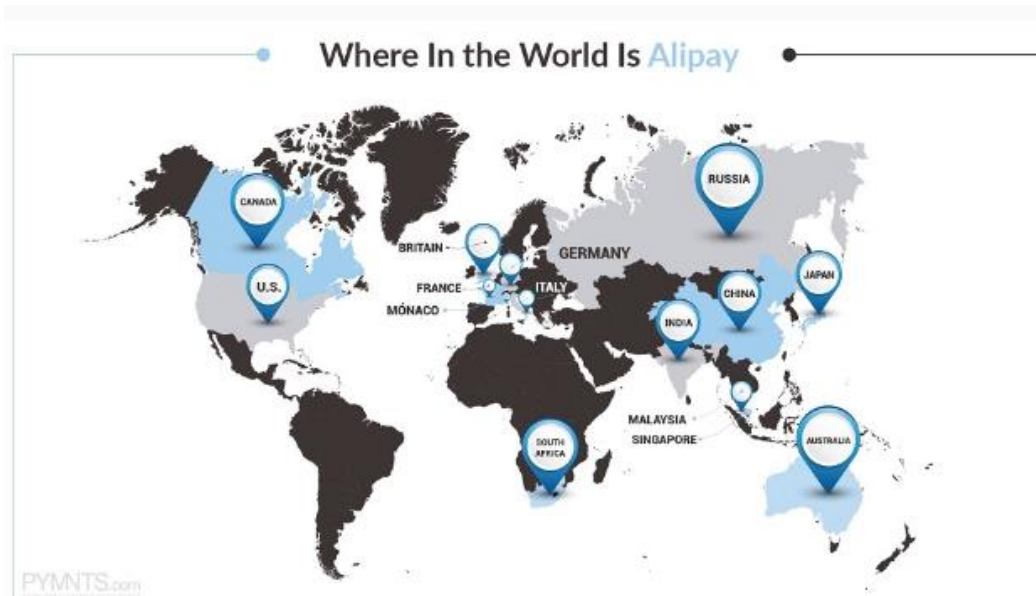 Where In the World Is Alipay
CANADA
RUSSIA
BRITAIN
GERMANY
U.S.
FRANCE
ITALY
JAPAN
CHINA
MÓNACO
INDIA
MALAYSIA
SINGAPORE
SOUTH
AFRICA
AUSTRALIA
PYMNTS.com